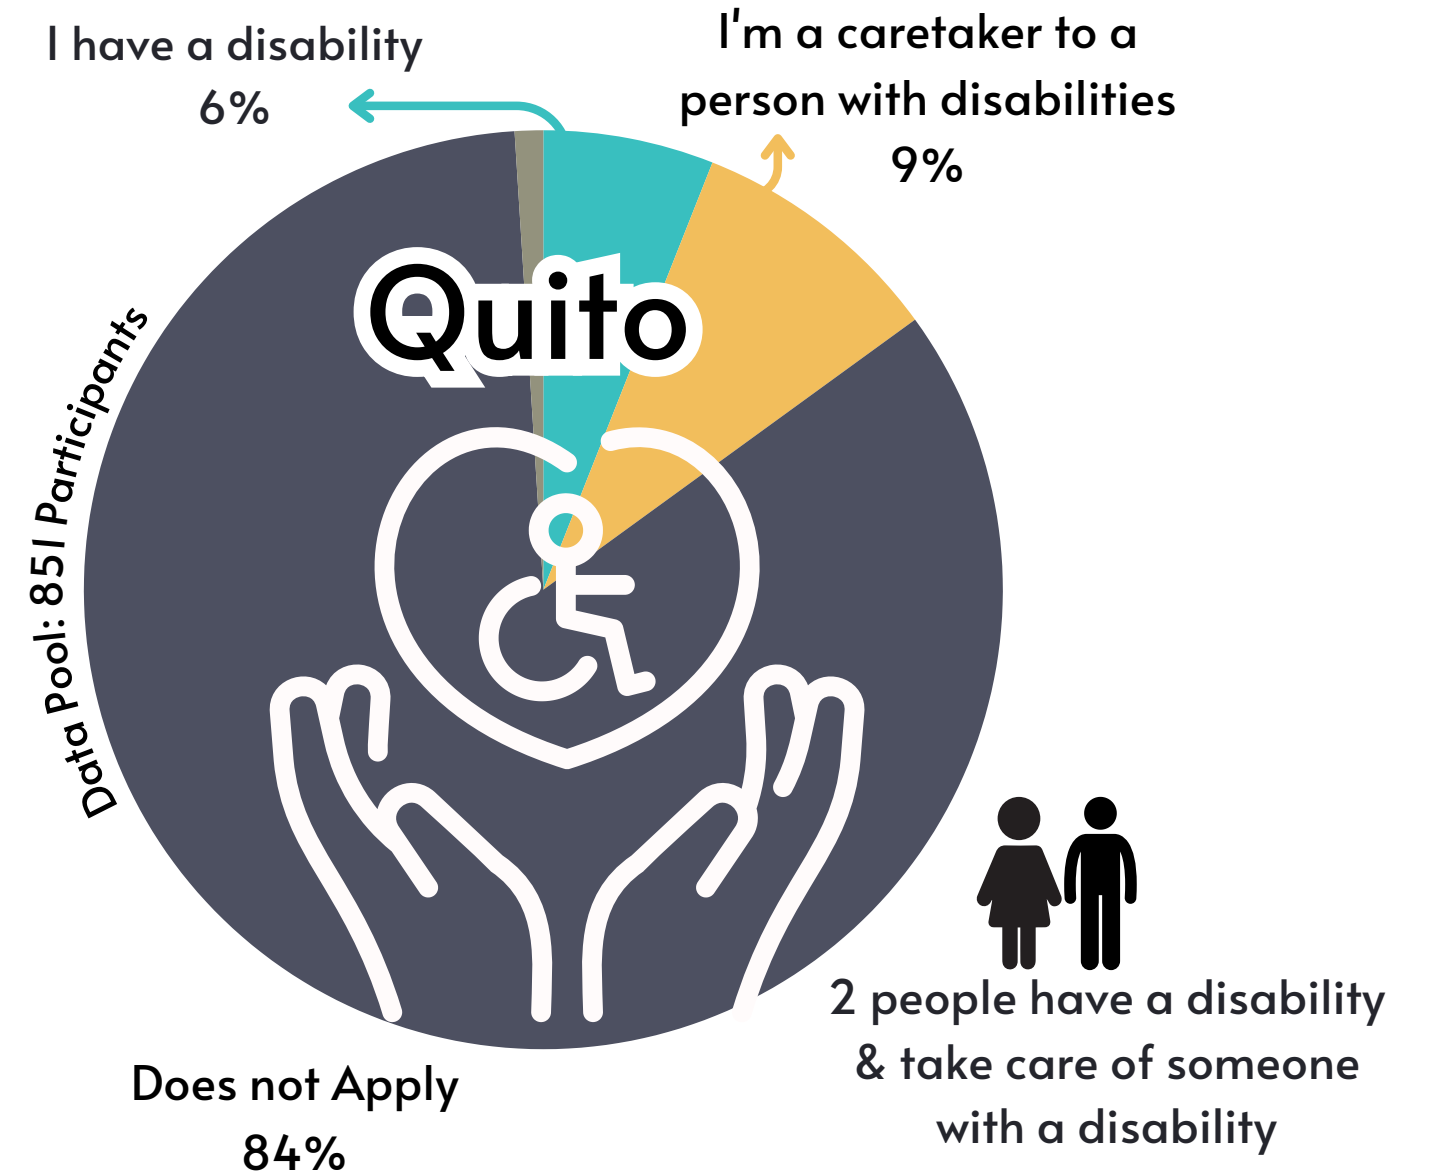 I have a disability
6%
I'm a caretaker to a
person with disabilities
9%
Quito
Data Pool: 851 Participants
2 people have a disability
& take care of someone
with a disability
Does not Apply
84%